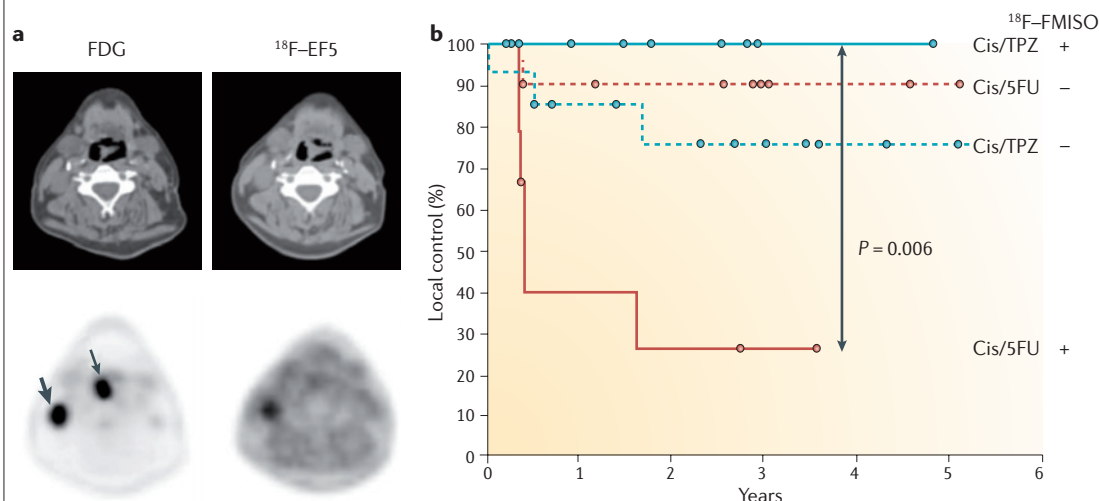 a
FDG
¹⁸F–EF5
b
¹⁸F–FMISO
Local control (%)
100
90
80
70
60
50
40
30
20
10
0
0 1 2 3 4 5 6
Years
P = 0.006
Cis/TPZ +
Cis/5FU –
Cis/TPZ –
Cis/5FU +